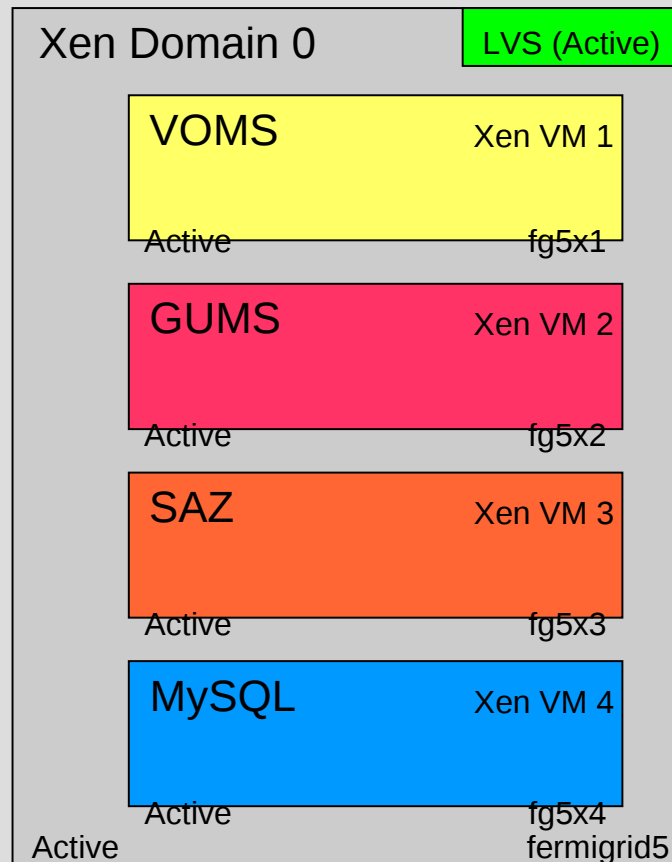 Xen Domain 0
LVS (Active)
VOMS
Xen VM 1
Active
fg5x1
GUMS
Xen VM 2
Active
fg5x2
SAZ
Xen VM 3
Active
fg5x3
MySQL
Xen VM 4
Active
fg5x4
Active
fermigrid5